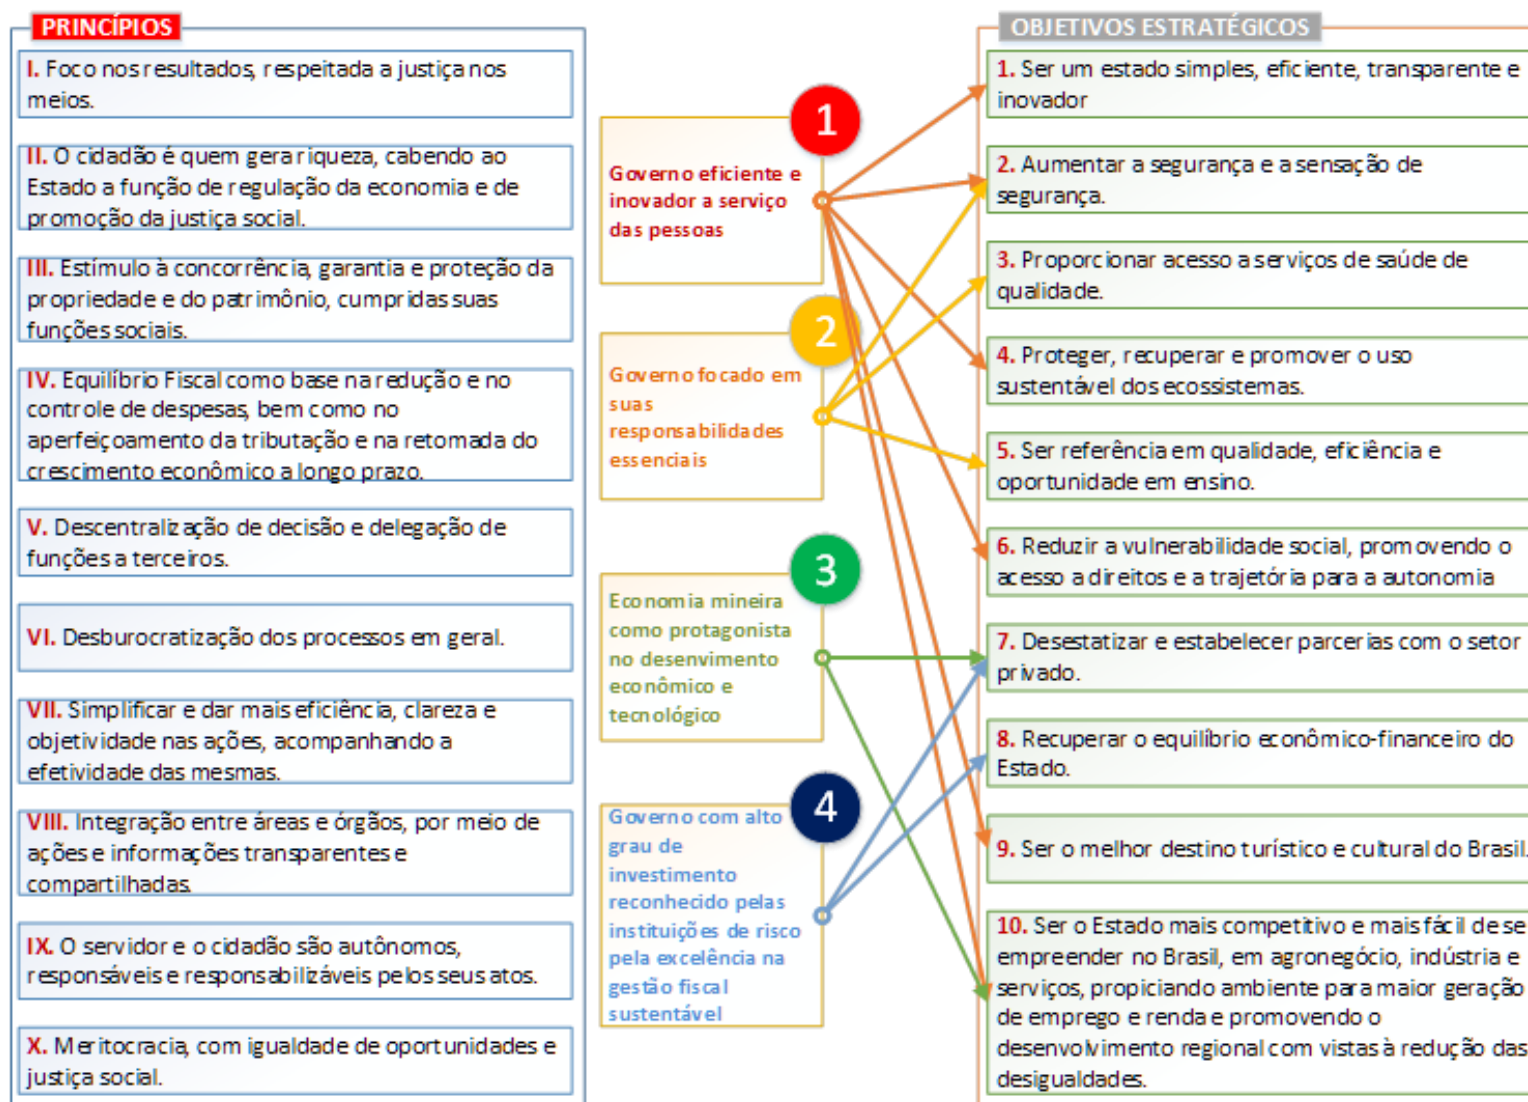 PRINCÍPIOS
I. Foco nos resultados, respeitada a justiça nos
meios.
II. O cidadão é quem gera riqueza, cabendo ao
Estado a função de regulação da economia e de
promoção da justiça social.
III. Estímulo à concorrência, garantia e proteção da
propriedade e do patrimônio, cumpridas suas
funções sociais.
IV. Equilíbrio Fiscal como base na redução e no
controle de despesas, bem como no
aperfeiçoamento da tributação e na retomada do
crescimento econômico a longo prazo.
V. Descentralização de decisão e delegação de
funções a terceiros.
VI. Desburocratização dos processos em geral.
VII. Simplificar e dar mais eficiência, clareza e
objetividade nas ações, acompanhando a
efetividade das mesmas.
VIII. Integração entre áreas e órgãos, por meio de
ações e informações transparentes e
compartilhadas.
IX. O servidor e o cidadão são autônomos,
responsáveis e responsabilizáveis pelos seus atos.
X. Meritocracia, com igualdade de oportunidades e
justiça social.
1
Governo eficiente e
inovador a serviço
das pessoas
2
Governo focado em
suas
responsabilidades
essenciais
3
Economia mineira
como protagonista
no desenvimento
econômico e
tecnológico
4
Governo com alto
grau de
investimento
reconhecido pelas
instituições de risco
pela excelência na
gestão fiscal
sustentável
OBJETIVOS ESTRATÉGICOS
1. Ser um estado simples, eficiente, transparente e
inovador
2. Aumentar a segurança e a sensação de
segurança.
3. Proporcionar acesso a serviços de saúde de
qualidade.
4. Proteger, recuperar e promover o uso
sustentável dos ecossistemas.
5. Ser referência em qualidade, eficiência e
oportunidade em ensino.
6. Reduzir a vulnerabilidade social, promovendo o
acesso a direitos e a trajetória para a autonomia
7. Desestatizar e estabelecer parcerias com o setor
privado.
8. Recuperar o equilíbrio econômico-financeiro do
Estado.
9. Ser o melhor destino turístico e cultural do Brasil.
10. Ser o Estado mais competitivo e mais fácil de se
empreender no Brasil, em agronegócio, indústria e
serviços, propiciando ambiente para maior geração
de emprego e renda e promovendo o
desenvolvimento regional com vistas à redução das
desigualdades.